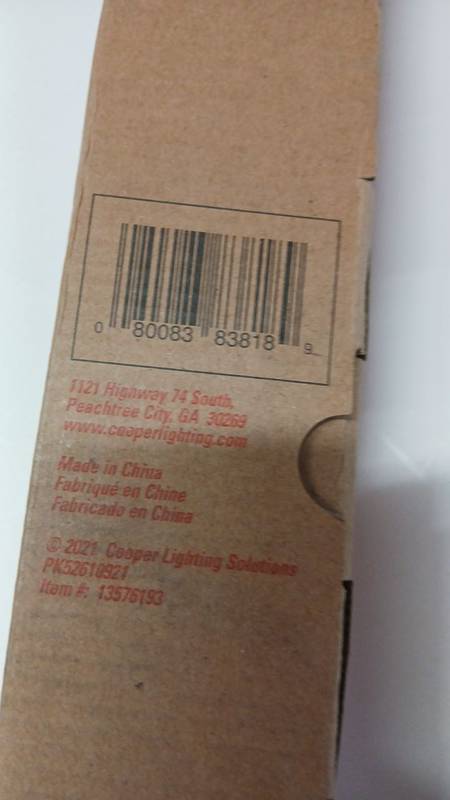 0 80083 83818 9
1121 Highway 74 South,
Peachtree City, GA 30269
www.cooperlighting.com
Made in China
Fabriqué en Chine
Fabricado en China
© 2021 Cooper Lighting Solutions
PK52610921
Item #: 13576193